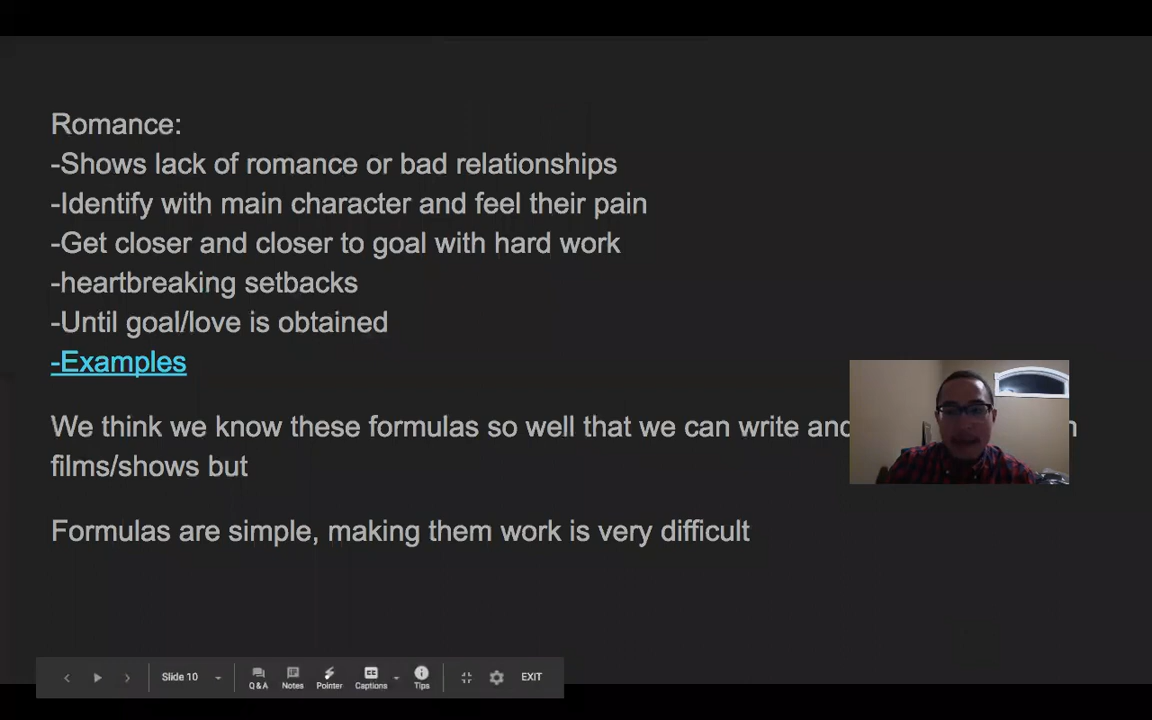 Romance:
-Shows lack of romance or bad relationships
-Identify with main character and feel their pain
-Get closer and closer to goal with hard work
-heartbreaking setbacks
-Until goal/love is obtained
-Examples
We think we know these formulas so well that we can write and
films/shows but
Formulas are simple, making them work is very difficult
Slide 10 Q&A Notes Pointer Captions Tips EXIT